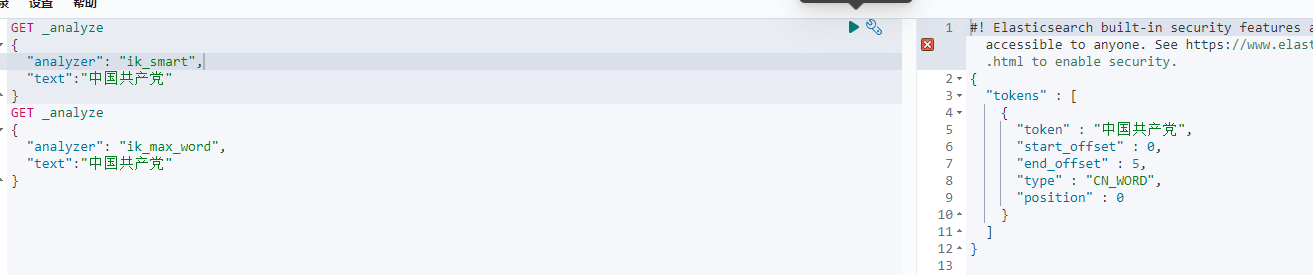 设置 帮助
GET _analyze
{
"analyzer": "ik_smart",
"text":"中国共产党"
}
GET _analyze
{
"analyzer": "ik_max_word",
"text":"中国共产党"
}
1 #! Elasticsearch built-in security features a
accessible to anyone. See https://www.elast
.html to enable security.
2 {
3 "tokens" : [
4 {
5 "token" : "中国共产党",
6 "start_offset" : 0,
7 "end_offset" : 5,
8 "type" : "CN_WORD",
9 "position" : 0
10 }
11 ]
12 }
13